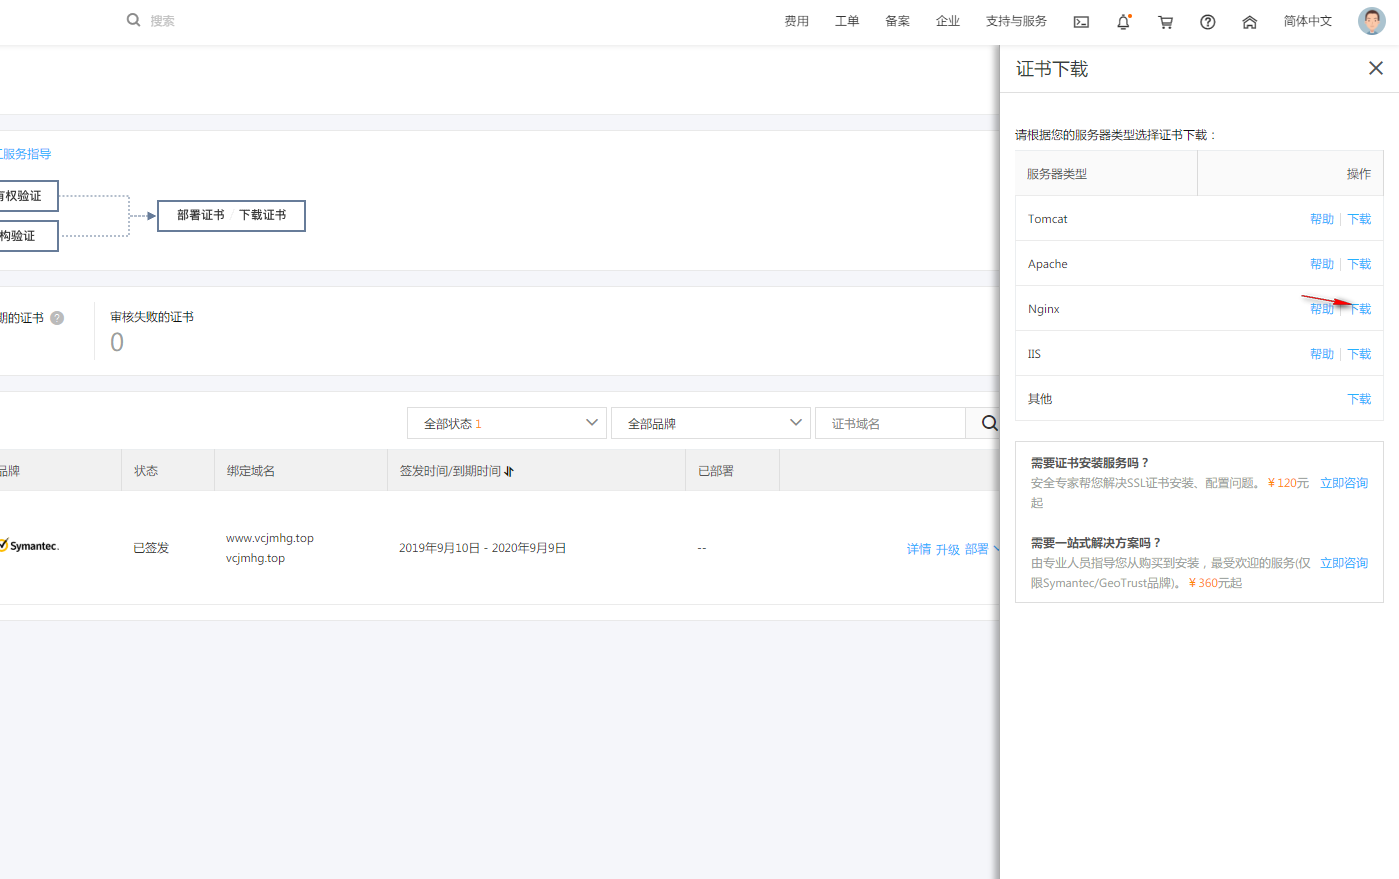 搜索
费用 工单 备案 企业 支持与服务 简体中文
证书下载
请根据您的服务器类型选择证书下载：
服务器类型 操作
Tomcat 帮助 下载
Apache 帮助 下载
Nginx 帮助 下载
IIS 帮助 下载
其他 下载
需要证书安装服务吗？
安全专家帮您解决SSL证书安装、配置问题。￥120元 立即咨询
起
需要一站式解决方案吗？
由专业人员指导您从购买到安装，最受欢迎的服务(仅 立即咨询
限Symantec/GeoTrust品牌)。￥360元起
服务指导
有权验证
构验证
部署证书 / 下载证书
期的证书 ?
审核失败的证书
0
全部状态 1 全部品牌 证书域名
品牌 状态 绑定域名 签发时间/到期时间 已部署
Symantec. 已签发 www.vcjmhg.top
vcjmhg.top
2019年9月10日 - 2020年9月9日 -- 详情 升级 部署